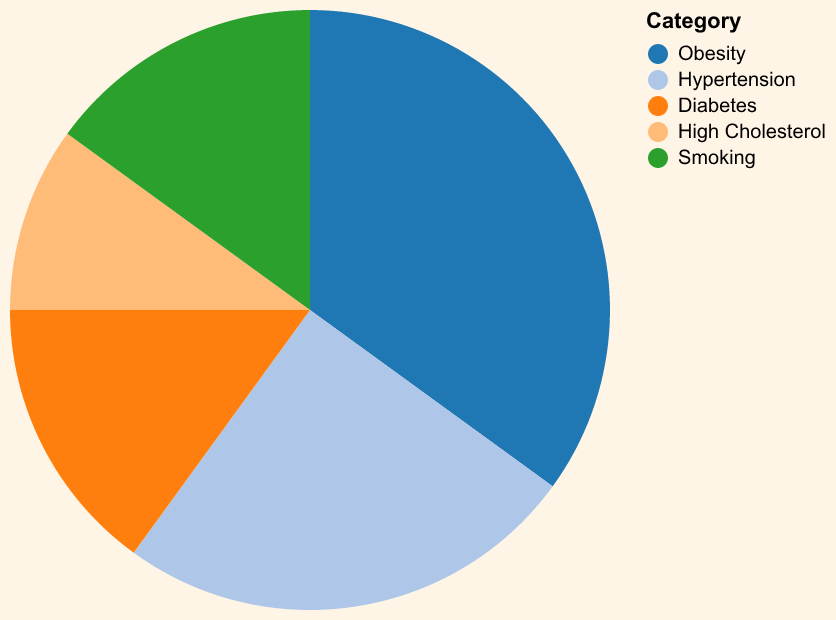 Category
Obesity
Hypertension
Diabetes
High Cholesterol
Smoking